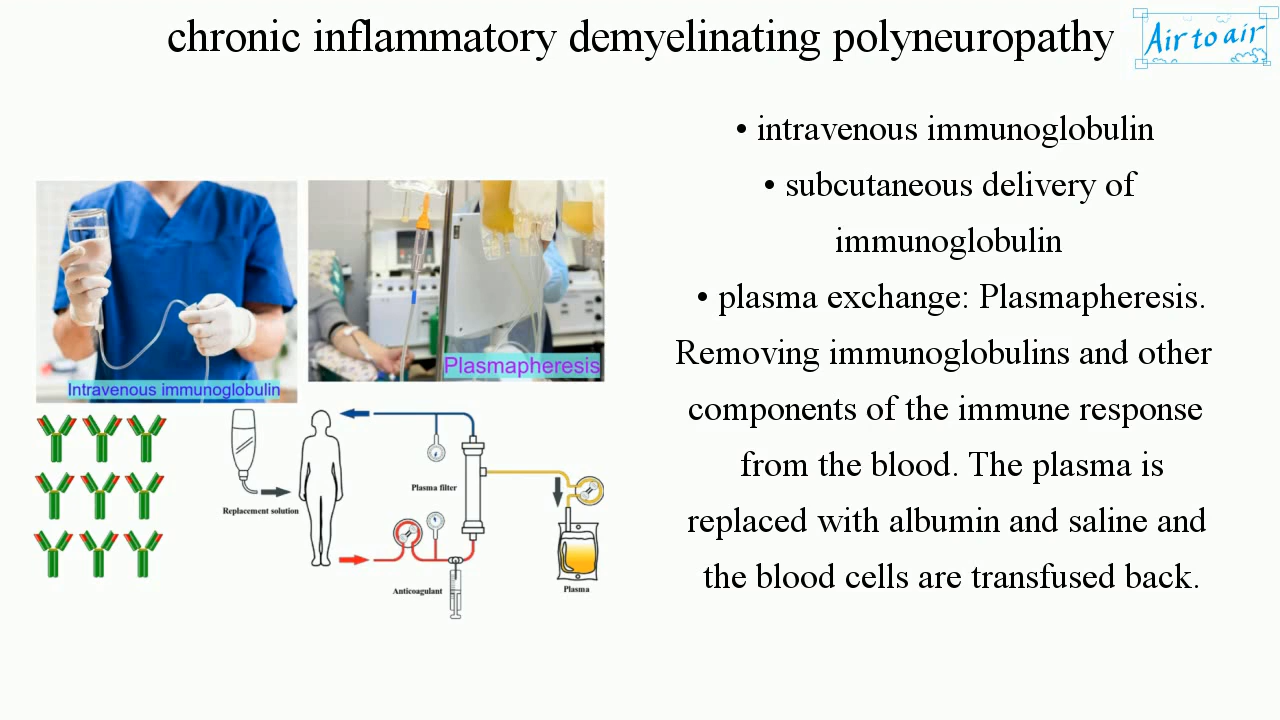 chronic inflammatory demyelinating polyneuropathy
Air to air
• intravenous immunoglobulin
• subcutaneous delivery of
immunoglobulin
• plasma exchange: Plasmapheresis.
Removing immunoglobulins and other
components of the immune response
from the blood. The plasma is
replaced with albumin and saline and
the blood cells are transfused back.
Intravenous immunoglobulin
Plasmapheresis
Plasma filter
Replacement solution
Anticoagulant
Plasma